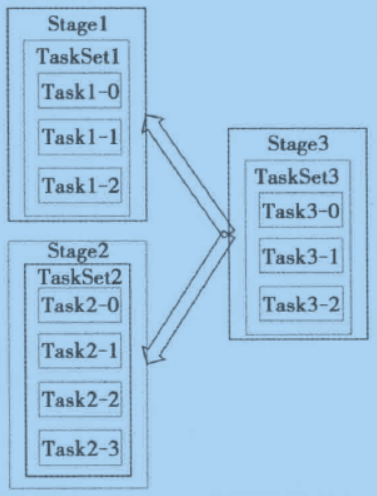 Stage1
TaskSet1
Task1-0
Task1-1
Task1-2
Stage2
TaskSet2
Task2-0
Task2-1
Task2-2
Task2-3
Stage3
TaskSet3
Task3-0
Task3-1
Task3-2